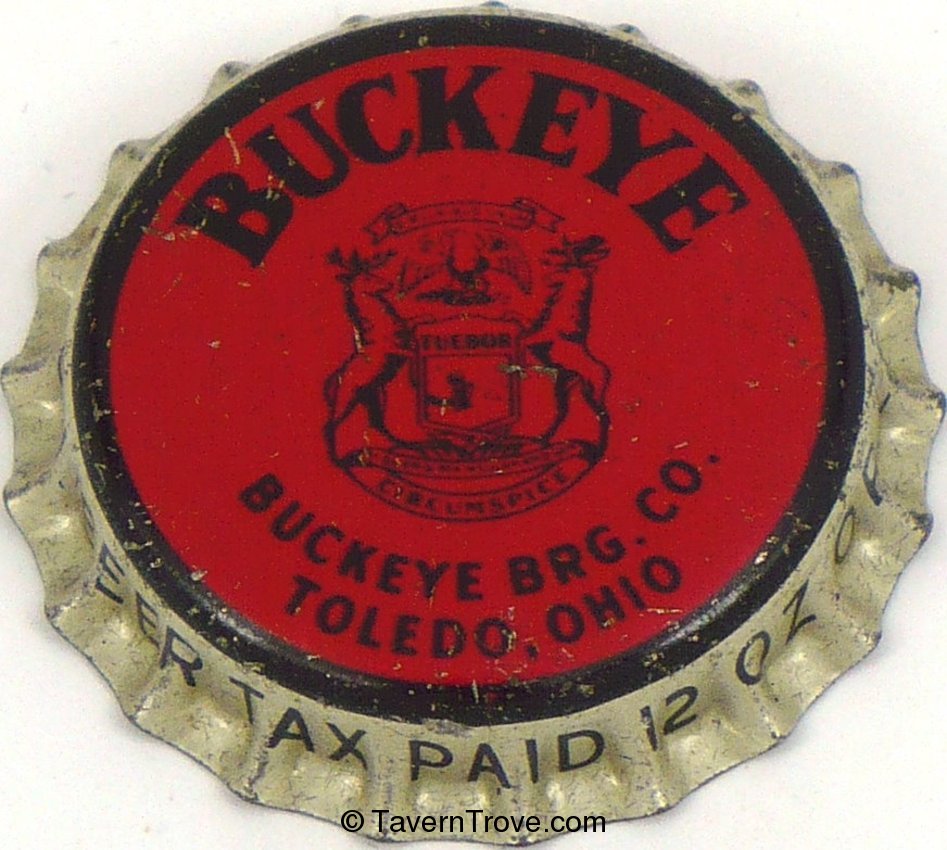 BUCKEYE
TUEBOR
CIRCUMSPICE
BUCKEYE BRG. CO.
TOLEDO, OHIO
TAX PAID 12 OZ
© TavernTrove.com